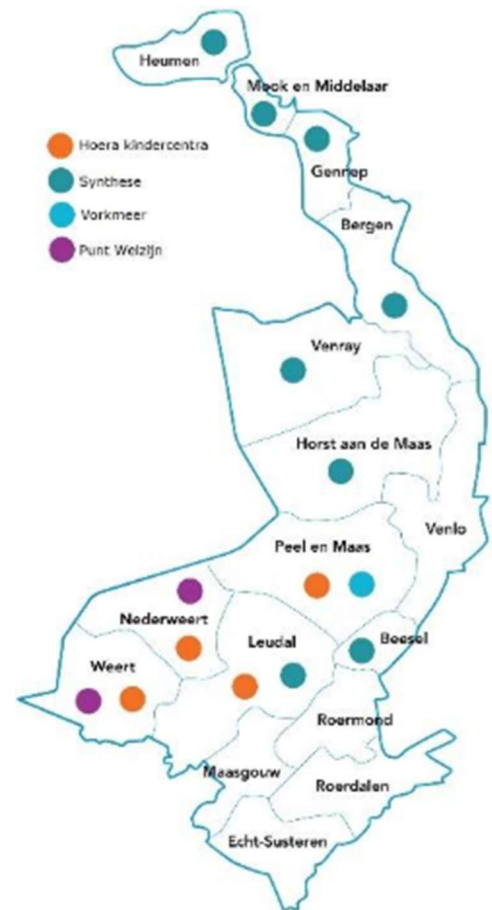 Heumen
Mook en Middelaar
Hoera kindercentra
Synthese
Vorkmeer
Punt Welzijn
Gennep
Bergen
Venray
Horst aan de Maas
Venlo
Peel en Maas
Nederweert
Leudal
Beesel
Weert
Roermond
Maasgouw
Roerdalen
Echt-Susteren